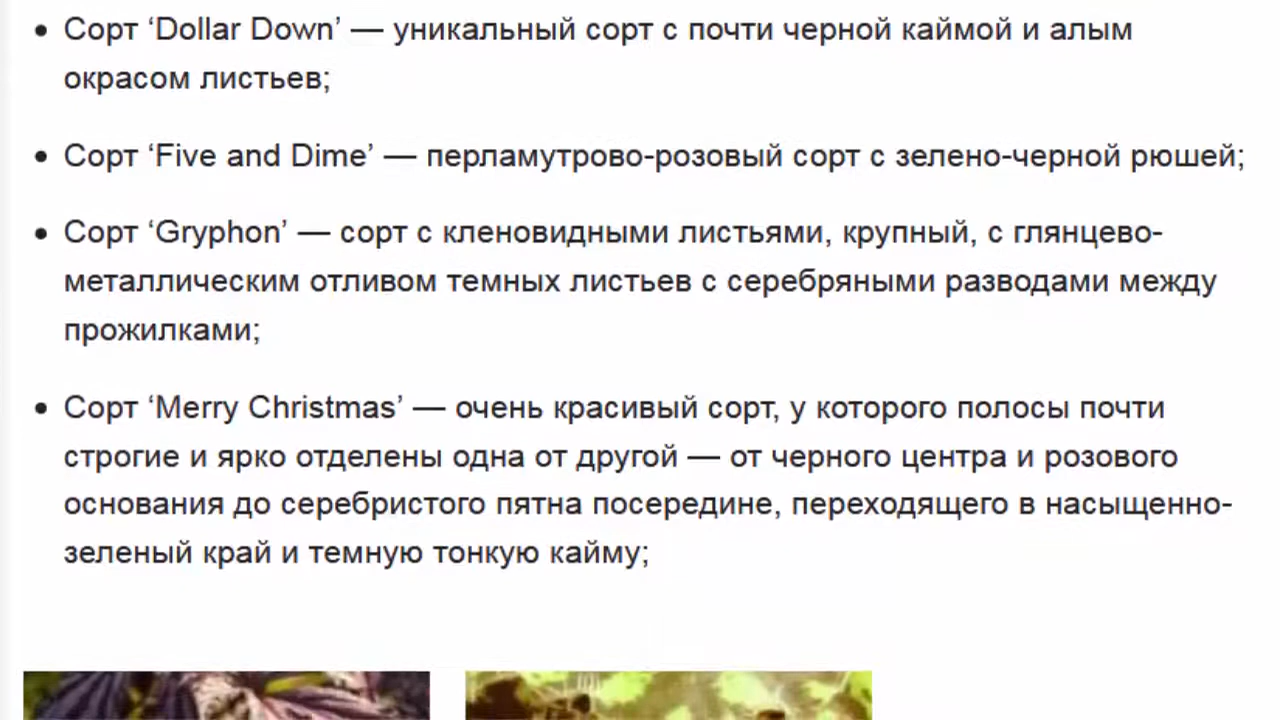 • Сорт ‘Dollar Down’ — уникальный сорт с почти черной каймой и алым
окрасом листьев;
• Сорт ‘Five and Dime’ — перламутрово-розовый сорт с зелено-черной рюшей;
• Сорт ‘Gryphon’ — сорт с кленовидными листьями, крупный, с глянцево-
металлическим отливом темных листьев с серебряными разводами между
прожилками;
• Сорт ‘Merry Christmas’ — очень красивый сорт, у которого полосы почти
строгие и ярко отделены одна от другой — от черного центра и розового
основания до серебристого пятна посередине, переходящего в насыщенно-
зеленый край и темную тонкую кайму;